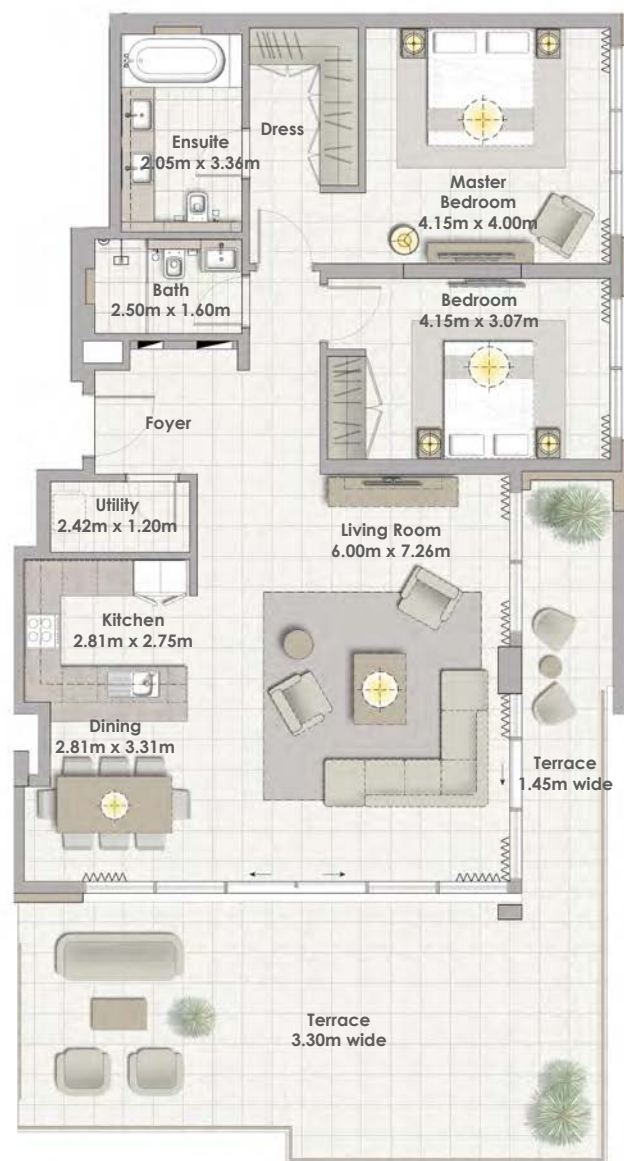 Ensuite
2.05m x 3.36m
Dress
Master
Bedroom
4.15m x 4.00m
Bath
2.50m x 1.60m
Bedroom
4.15m x 3.07m
Foyer
Utility
2.42m x 1.20m
Living Room
6.00m x 7.26m
Kitchen
2.81m x 2.75m
Dining
2.81m x 3.31m
Terrace
1.45m wide
Terrace
3.30m wide